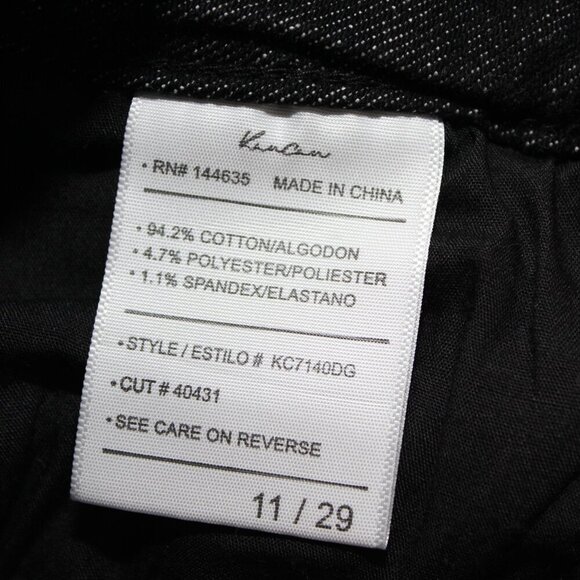 KanCan
• RN# 144635 MADE IN CHINA
• 94.2% COTTON/ALGODON
• 4.7% POLYESTER/POLIESTER
• 1.1% SPANDEX/ELASTANO
• STYLE / ESTILO # KC7140DG
• CUT # 40431
• SEE CARE ON REVERSE
11 / 29